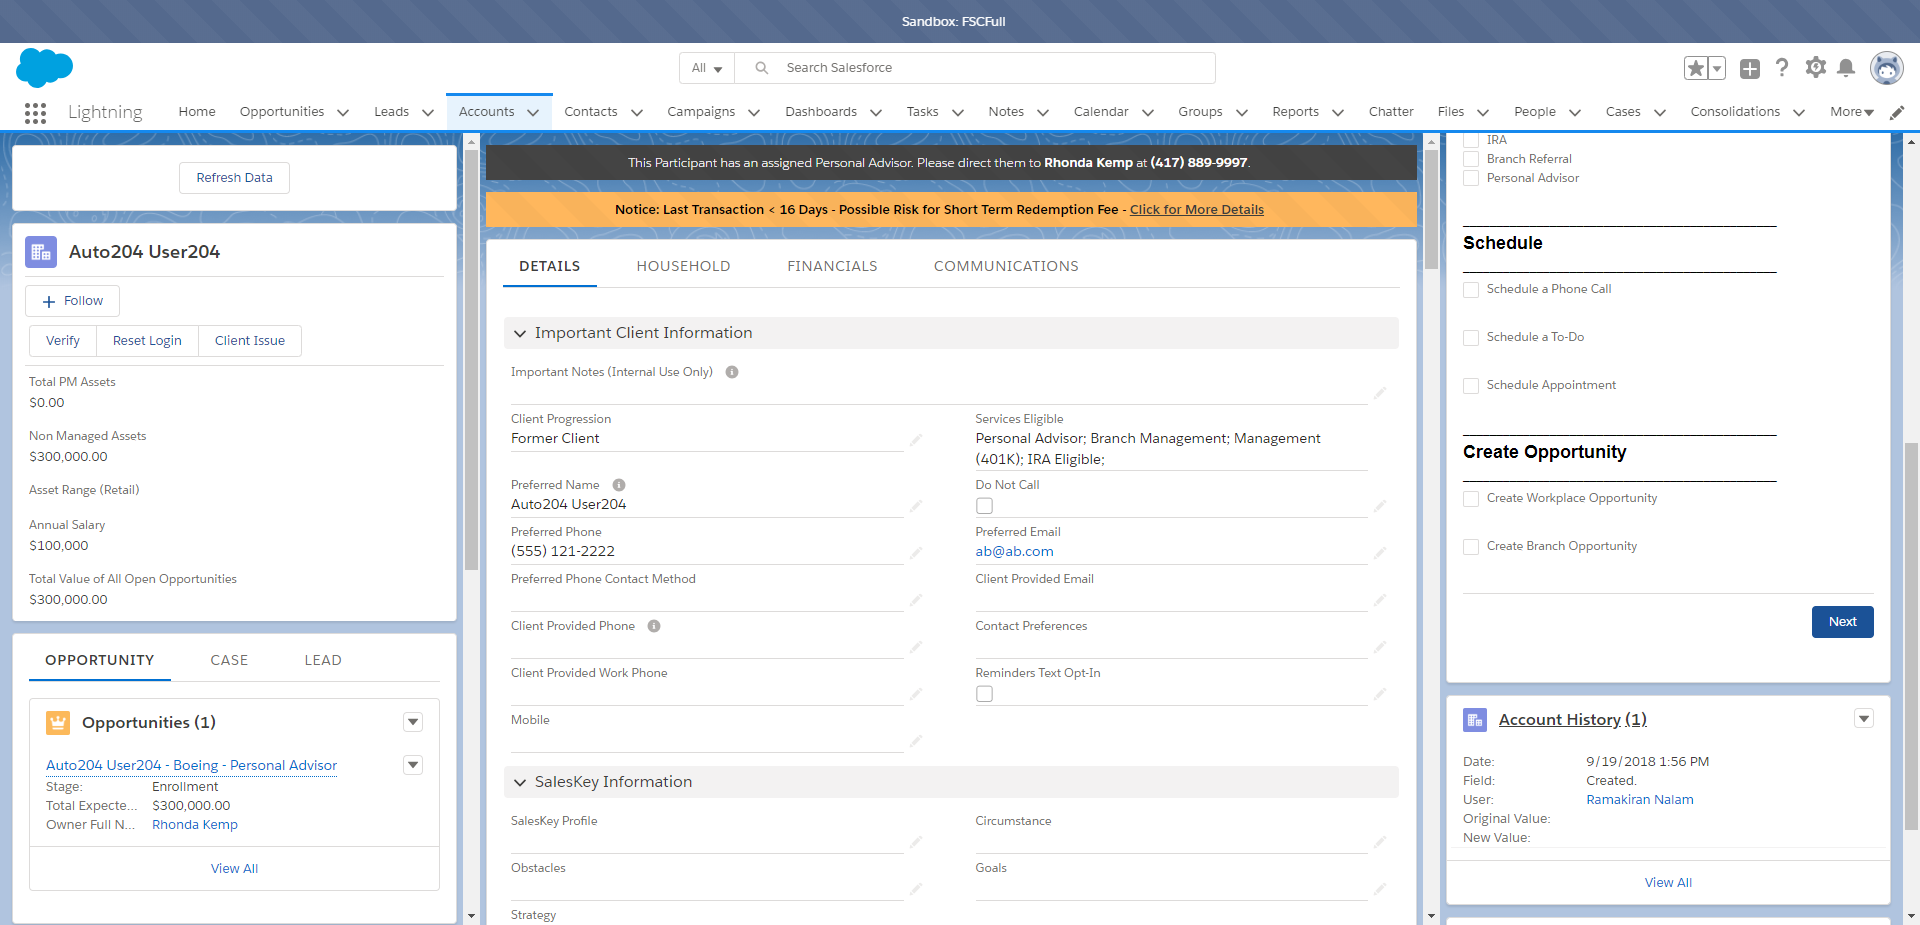 Sandbox: FSCFull
All
Search Salesforce
Lightning
Home
Opportunities
Leads
Accounts
Contacts
Campaigns
Dashboards
Tasks
Notes
Calendar
Groups
Reports
Chatter
Files
People
Cases
Consolidations
More
Refresh Data
Auto204 User204
Follow
Verify
Reset Login
Client Issue
Total PM Assets
$0.00
Non Managed Assets
$300,000.00
Asset Range (Retail)
Annual Salary
$100,000
Total Value of All Open Opportunities
$300,000.00
OPPORTUNITY
CASE
LEAD
Opportunities (1)
Auto204 User204 - Boeing - Personal Advisor
Stage: Enrollment
Total Expecte... $300,000.00
Owner Full N... Rhonda Kemp
View All
This Participant has an assigned Personal Advisor. Please direct them to Rhonda Kemp at (417) 889-9997.
Notice: Last Transaction < 16 Days - Possible Risk for Short Term Redemption Fee - Click for More Details
DETAILS
HOUSEHOLD
FINANCIALS
COMMUNICATIONS
Important Client Information
Important Notes (Internal Use Only)
Client Progression
Former Client
Services Eligible
Personal Advisor; Branch Management; Management
(401K); IRA Eligible;
Preferred Name
Auto204 User204
Do Not Call
Preferred Phone
(555) 121-2222
Preferred Email
ab@ab.com
Preferred Phone Contact Method
Client Provided Email
Client Provided Phone
Contact Preferences
Client Provided Work Phone
Reminders Text Opt-In
Mobile
SalesKey Information
SalesKey Profile
Circumstance
Obstacles
Goals
Strategy
IRA
Branch Referral
Personal Advisor
Schedule
Schedule a Phone Call
Schedule a To-Do
Schedule Appointment
Create Opportunity
Create Workplace Opportunity
Create Branch Opportunity
Next
Account History (1)
Date: 9/19/2018 1:56 PM
Field: Created.
User: Ramakiran Nalam
Original Value:
New Value:
View All